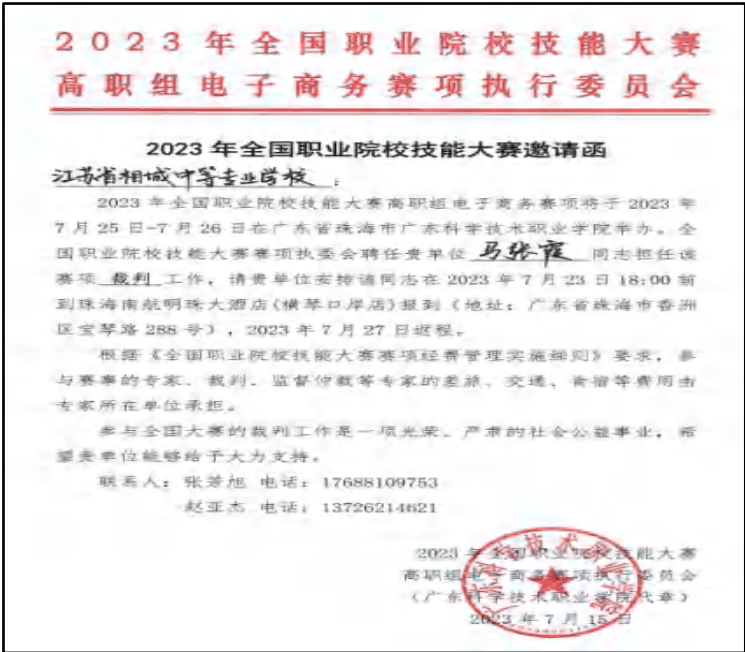 2023年全国职业院校技能大赛
高职组电子商务赛项执行委员会
2023年全国职业院校技能大赛邀请函
江苏省相城中等专业学校：
2023年全国职业院校技能大赛高职组电子商务赛项将于2023年
7月25日-7月26日在广东省珠海市广东科学技术职业学院举办。全
国职业院校技能大赛赛项执委会聘任贵单位 马张霞 同志担任该
赛项 裁判 工作，请贵单位安排该同志在2023年7月23日18:00前
到珠海南航明珠大酒店(横琴口岸店)报到（地址：广东省珠海市香洲
区宝琴路288号），2023年7月27日返程。
根据《全国职业院校技能大赛赛项经费管理实施细则》要求，参
与赛事的专家、裁判、监督仲裁等专家的差旅、交通、食宿等费用由
专家所在单位承担。
参与全国大赛的裁判工作是一项光荣、严肃的社会公益事业，希
望贵单位能够给予大力支持。
联系人：张芳旭 电话：17688109753
赵亚杰 电话：13726214621
2023年全国职业院校技能大赛
高职组电子商务赛项执行委员会
（广东科学技术职业学院代章）
2023年7月15日
广东科学技术职业学院